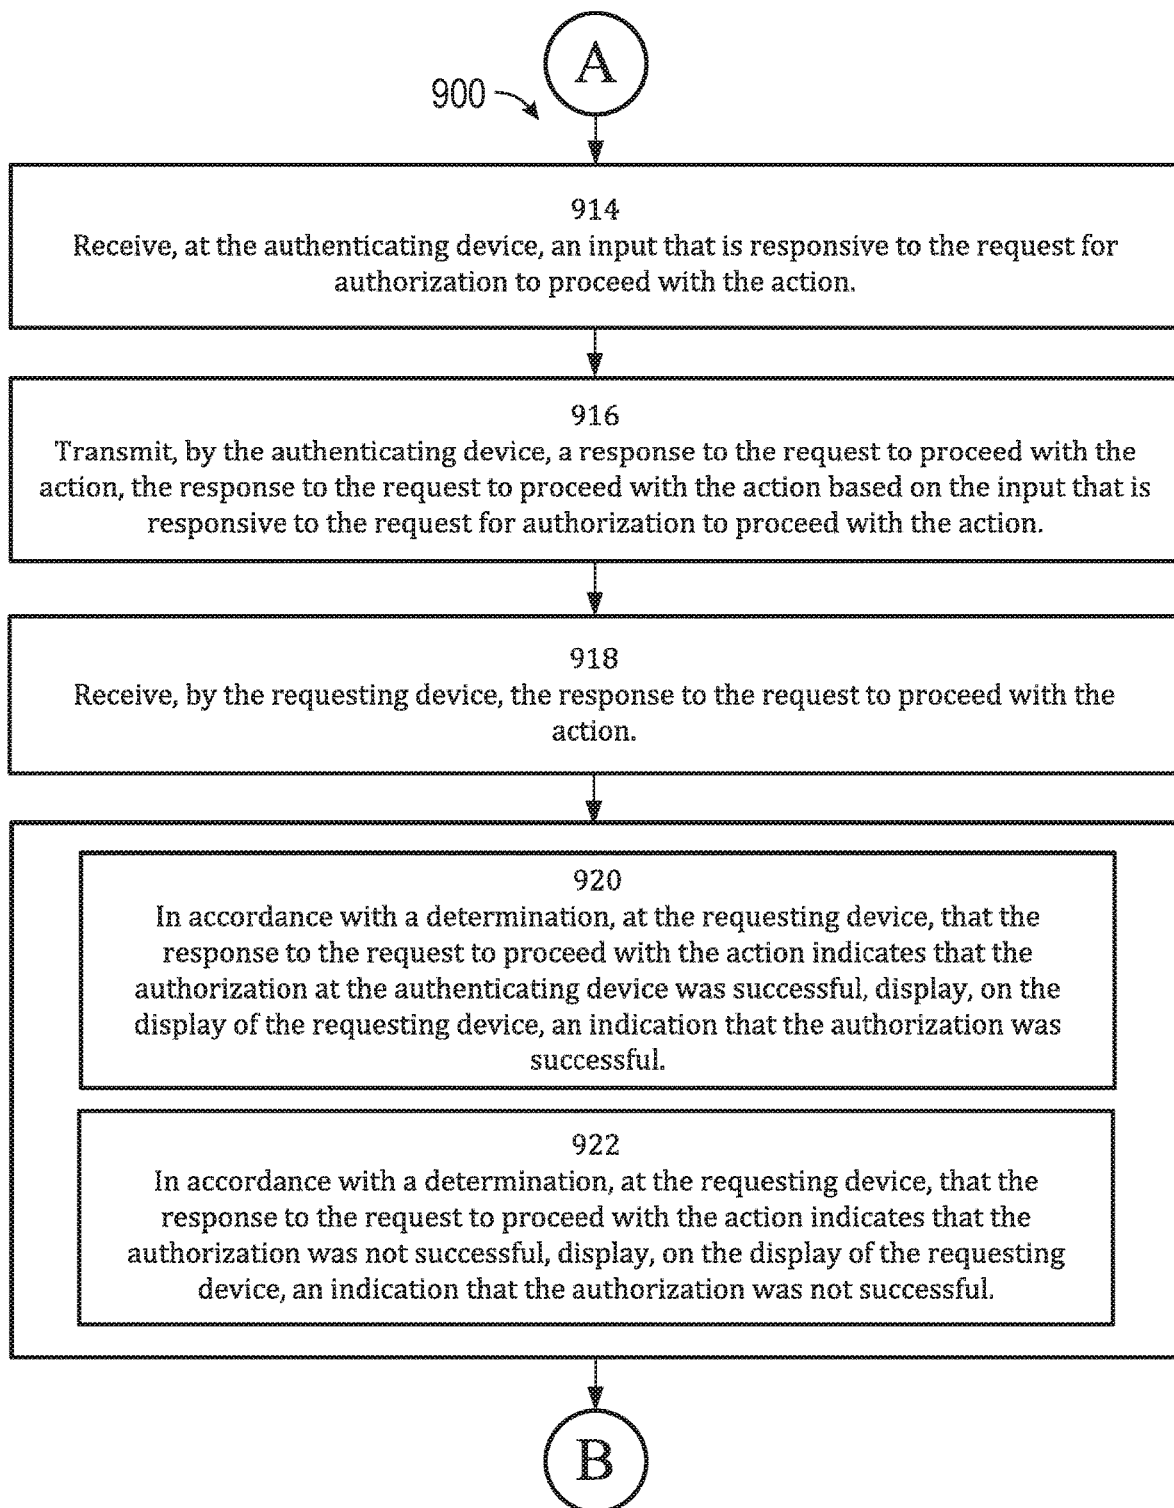 A
900
914
Receive, at the authenticating device, an input that is responsive to the request for
authorization to proceed with the action.
916
Transmit, by the authenticating device, a response to the request to proceed with the
action, the response to the request to proceed with the action based on the input that is
responsive to the request for authorization to proceed with the action.
918
Receive, by the requesting device, the response to the request to proceed with the
action.
920
In accordance with a determination, at the requesting device, that the
response to the request to proceed with the action indicates that the
authorization at the authenticating device was successful, display, on the
display of the requesting device, an indication that the authorization was
successful.
922
In accordance with a determination, at the requesting device, that the
response to the request to proceed with the action indicates that the
authorization was not successful, display, on the display of the requesting
device, an indication that the authorization was not successful.
B